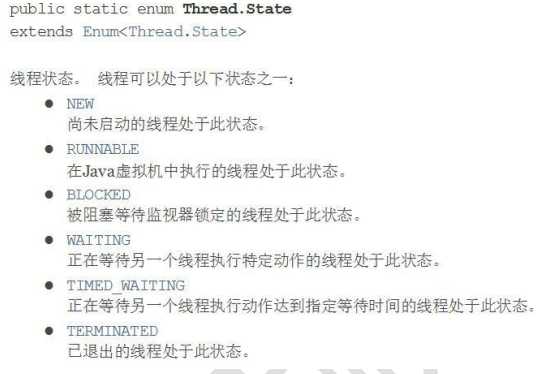 public static enum Thread.State
extends Enum<Thread.State>
线程状态。 线程可以处于以下状态之一：
● NEW
尚未启动的线程处于此状态。
● RUNNABLE
在Java虚拟机中执行的线程处于此状态。
● BLOCKED
被阻塞等待监视器锁定的线程处于此状态。
● WAITING
正在等待另一个线程执行特定动作的线程处于此状态。
● TIMED_WAITING
正在等待另一个线程执行动作达到指定等待时间的线程处于此状态。
● TERMINATED
已退出的线程处于此状态。